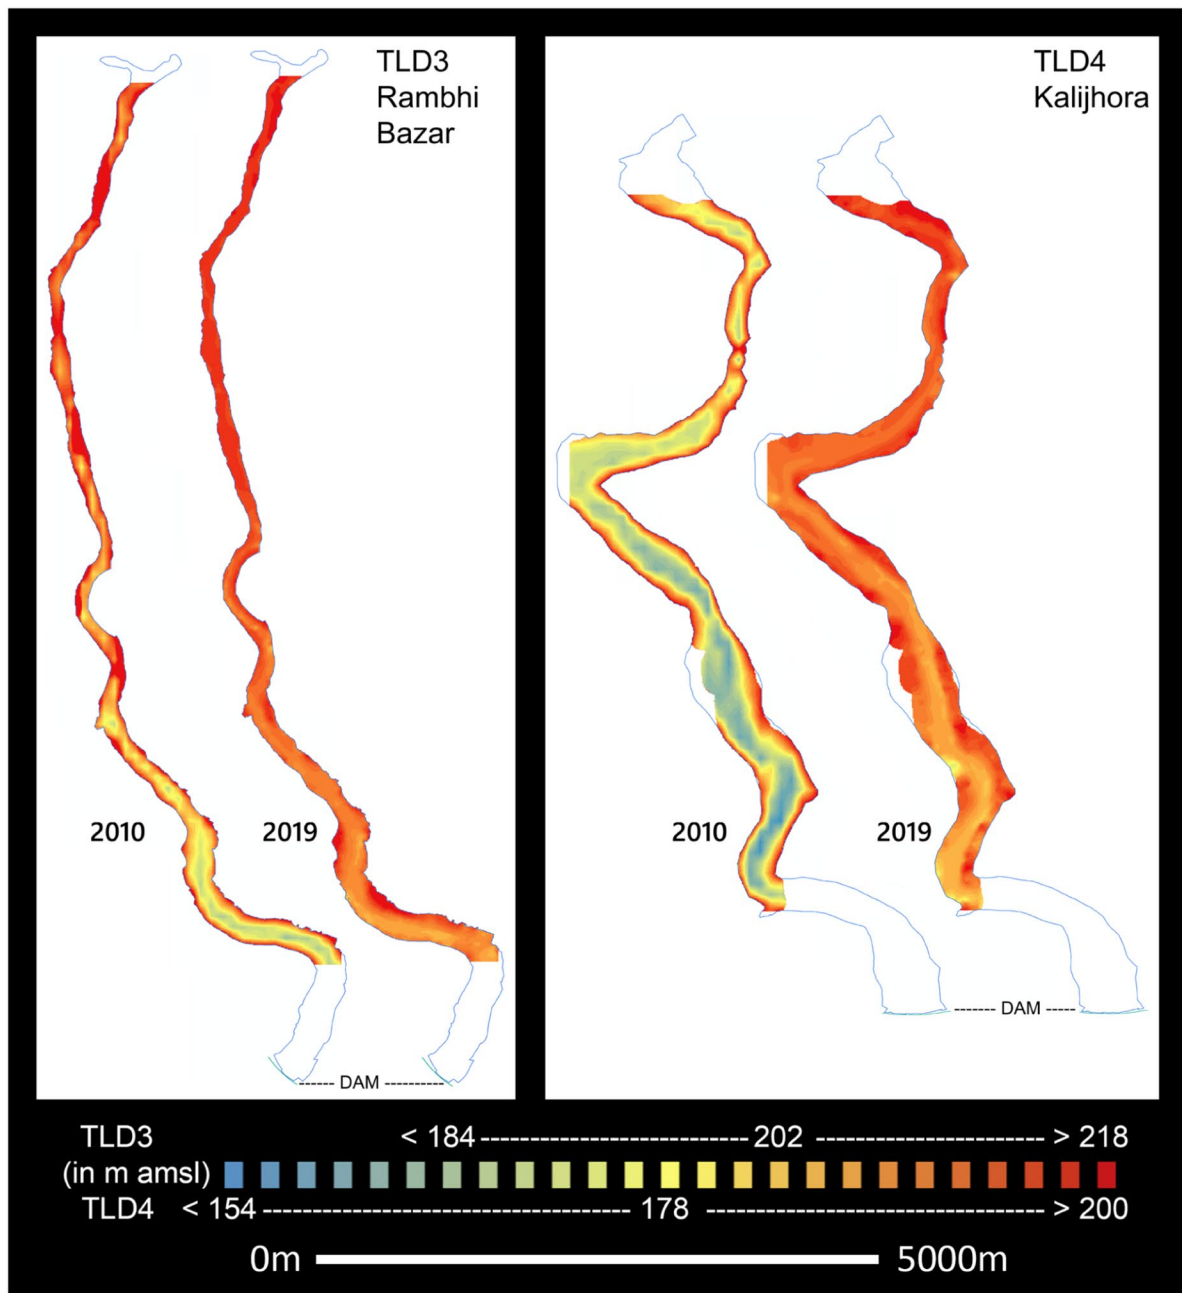 TLD3
Rambhi
Bazar
TLD4
Kalijhora
2010
2019
2010
2019
------ DAM ----------
------- DAM -----
TLD3 < 184 ---------------------------- 202 ------------------------ > 218
(in m amsl)
TLD4 < 154 --------------------------------------- 178 ------------------------------------ > 200
0m 5000m